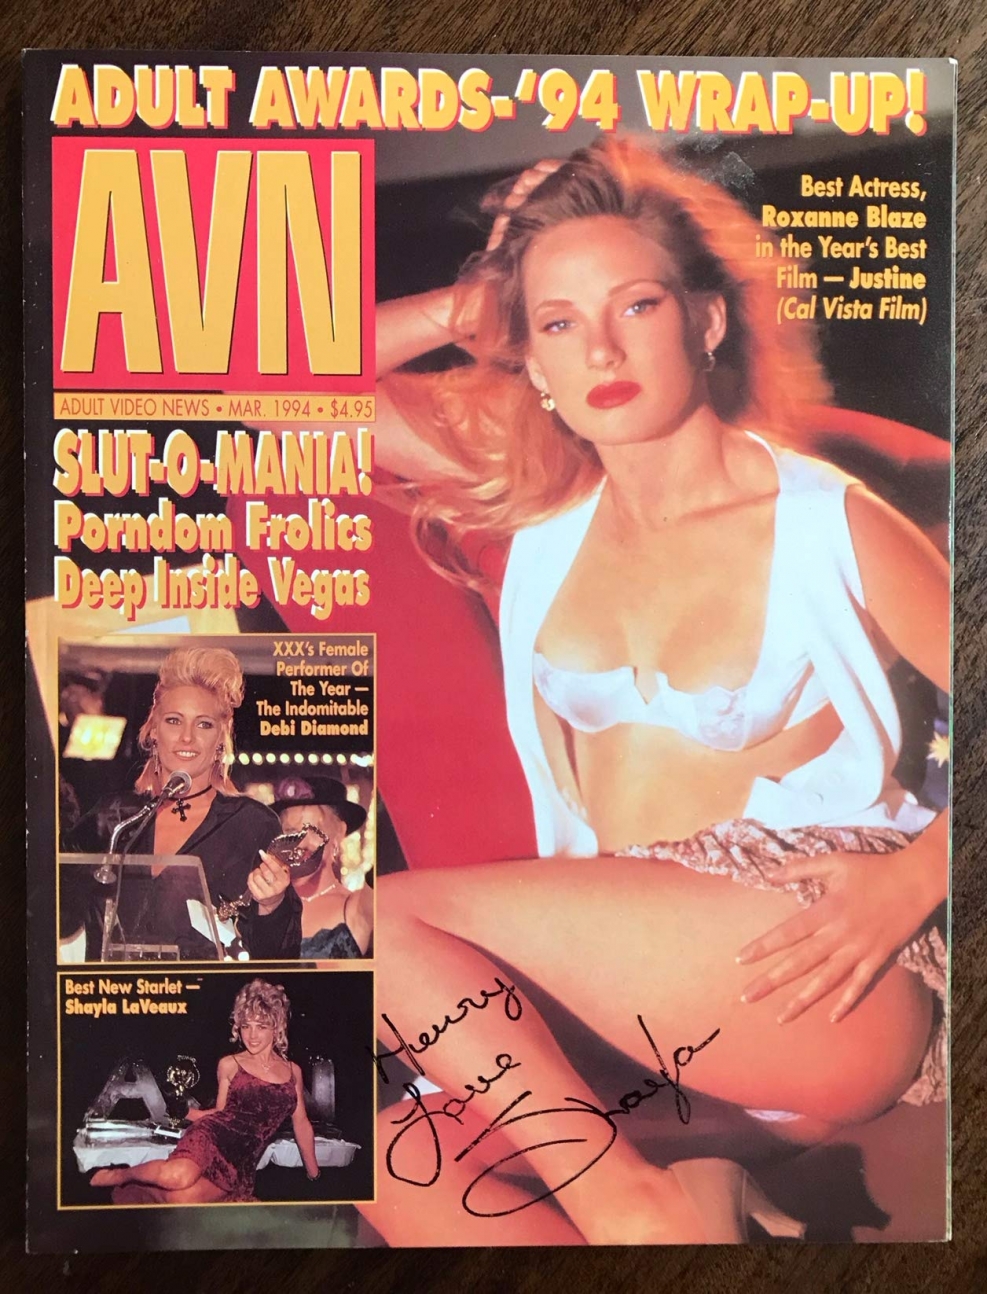 ADULT AWARDS-'94 WRAP-UP!
AVN
ADULT VIDEO NEWS • MAR. 1994 • $4.95
Best Actress,
Roxanne Blaze
in the Year's Best
Film — Justine
(Cal Vista Film)
SLUT-O-MANIA!
Porndom Frolics
Deep Inside Vegas
XXX's Female
Performer Of
The Year —
The Indomitable
Debi Diamond
Best New Starlet —
Shayla LaVeaux
Henry
Love
Shayla